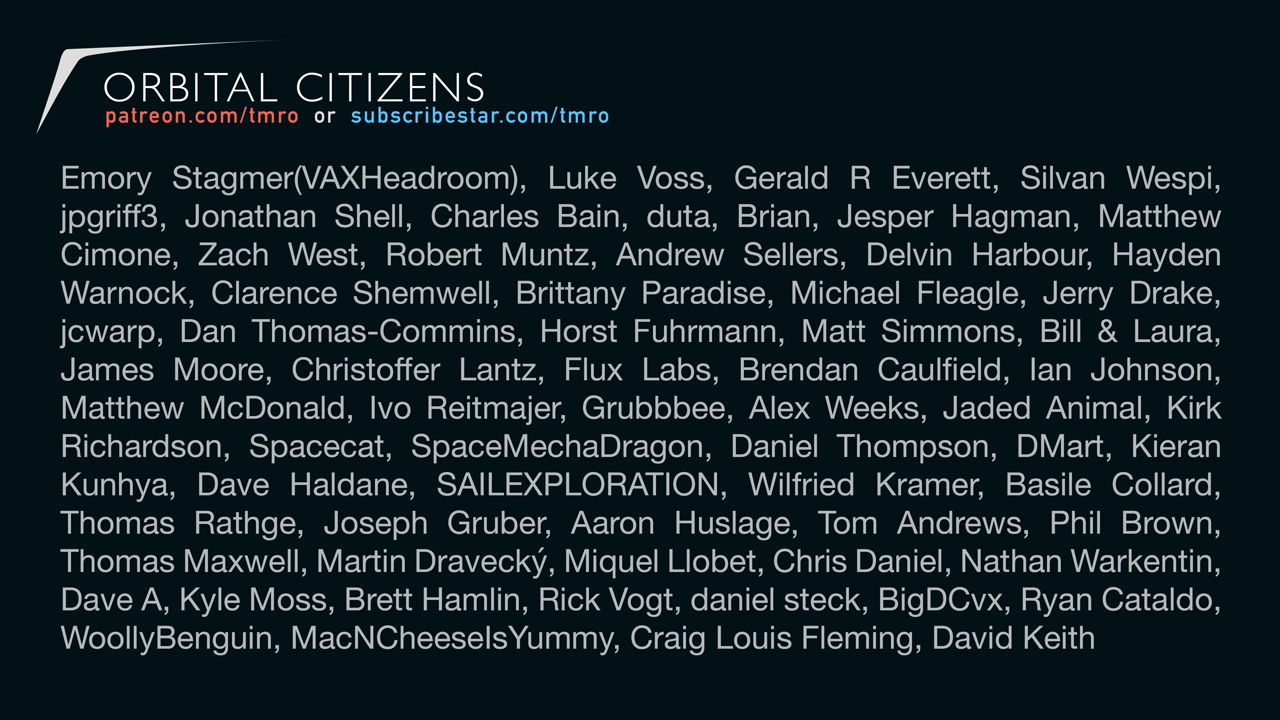 ORBITAL CITIZENS
patreon.com/tmro or subscribestar.com/tmro
Emory Stagmer(VAXHeadroom), Luke Voss, Gerald R Everett, Silvan Wespi,
jpgriff3, Jonathan Shell, Charles Bain, duta, Brian, Jesper Hagman, Matthew
Cimone, Zach West, Robert Muntz, Andrew Sellers, Delvin Harbour, Hayden
Warnock, Clarence Shemwell, Brittany Paradise, Michael Fleagle, Jerry Drake,
jcwarp, Dan Thomas-Commins, Horst Fuhrmann, Matt Simmons, Bill & Laura,
James Moore, Christoffer Lantz, Flux Labs, Brendan Caulfield, Ian Johnson,
Matthew McDonald, Ivo Reitmajer, Grubbbee, Alex Weeks, Jaded Animal, Kirk
Richardson, Spacecat, SpaceMechaDragon, Daniel Thompson, DMart, Kieran
Kunhya, Dave Haldane, SAILEXPLORATION, Wilfried Kramer, Basile Collard,
Thomas Rathge, Joseph Gruber, Aaron Huslage, Tom Andrews, Phil Brown,
Thomas Maxwell, Martin Dravecký, Miquel Llobet, Chris Daniel, Nathan Warkentin,
Dave A, Kyle Moss, Brett Hamlin, Rick Vogt, daniel steck, BigDCvx, Ryan Cataldo,
WoollyBenguin, MacNCheeseIsYummy, Craig Louis Fleming, David Keith